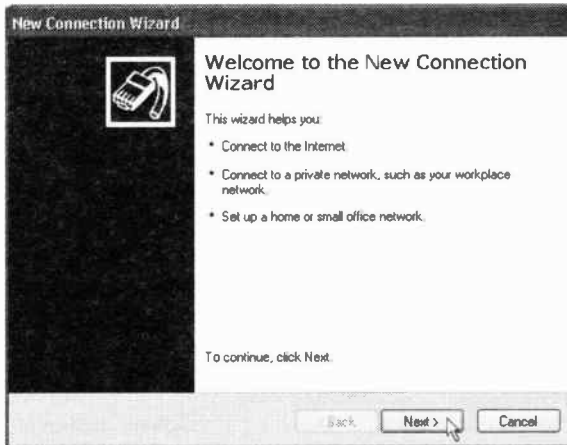 New Connection Wizard
Welcome to the New Connection
Wizard
This wizard helps you:
• Connect to the Internet.
• Connect to a private network, such as your workplace
network.
• Set up a home or small office network.
To continue, click Next.
Back
Next >
Cancel